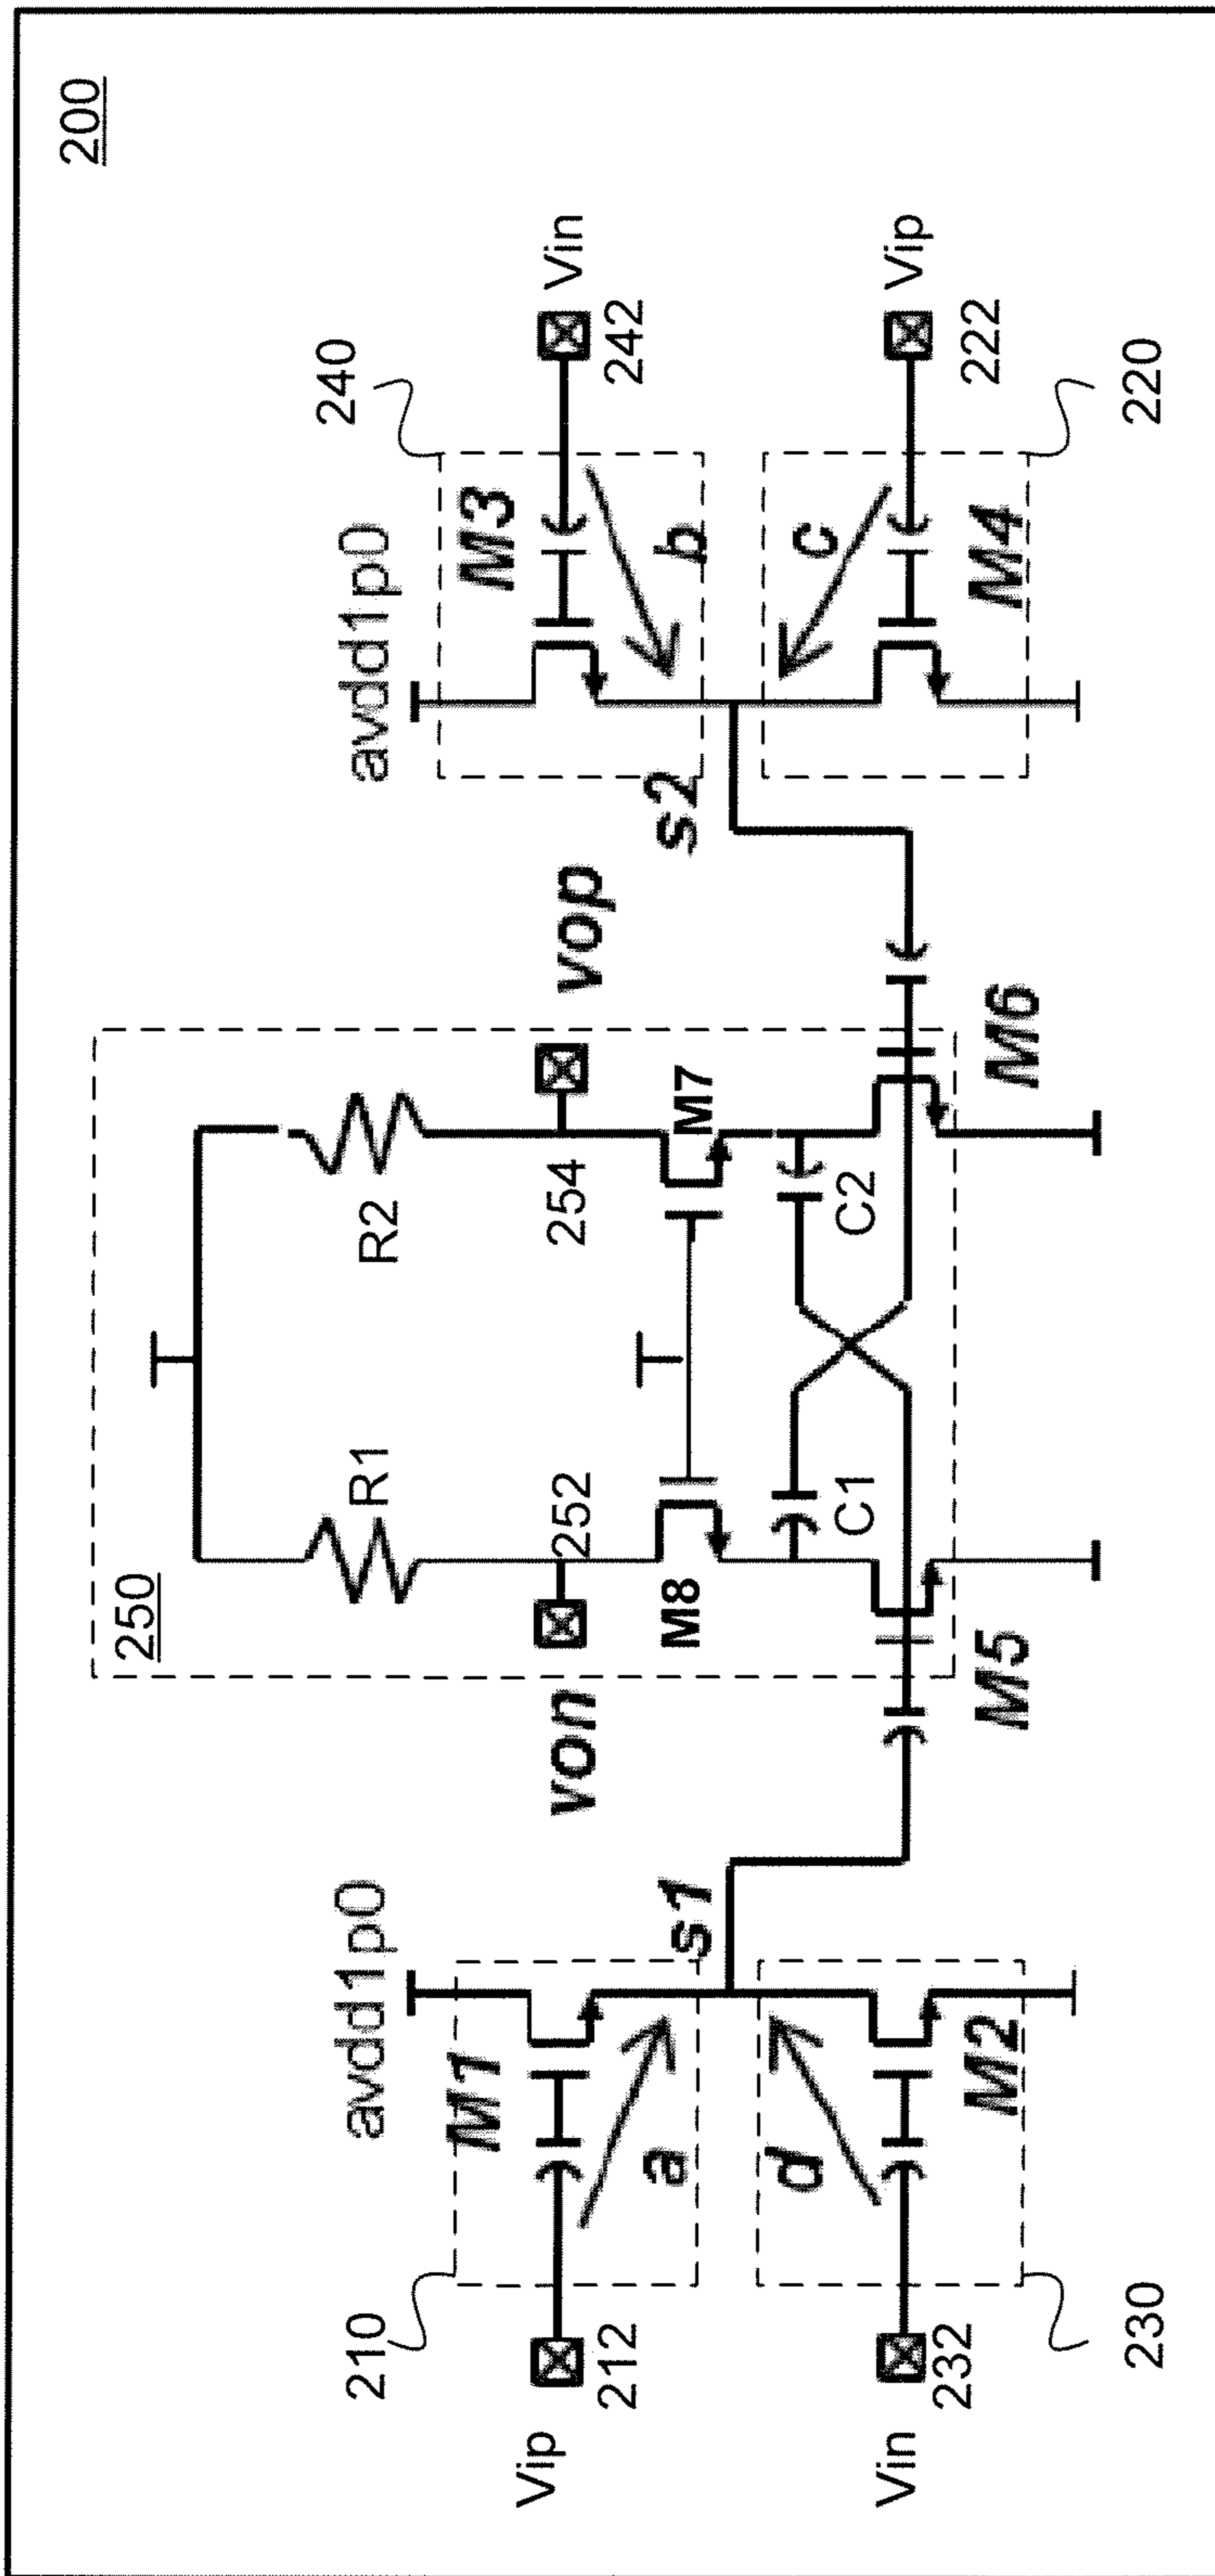 200
250
R1
R2
avdd1p0
avdd1p0
210
M1
Vip
212
a
s1
230
d
M2
Vin
232
von
252
254
vop
M8
M7
C1
C2
M5
M6
s2
240
M3
Vin
242
b
c
Vip
222
M4
220